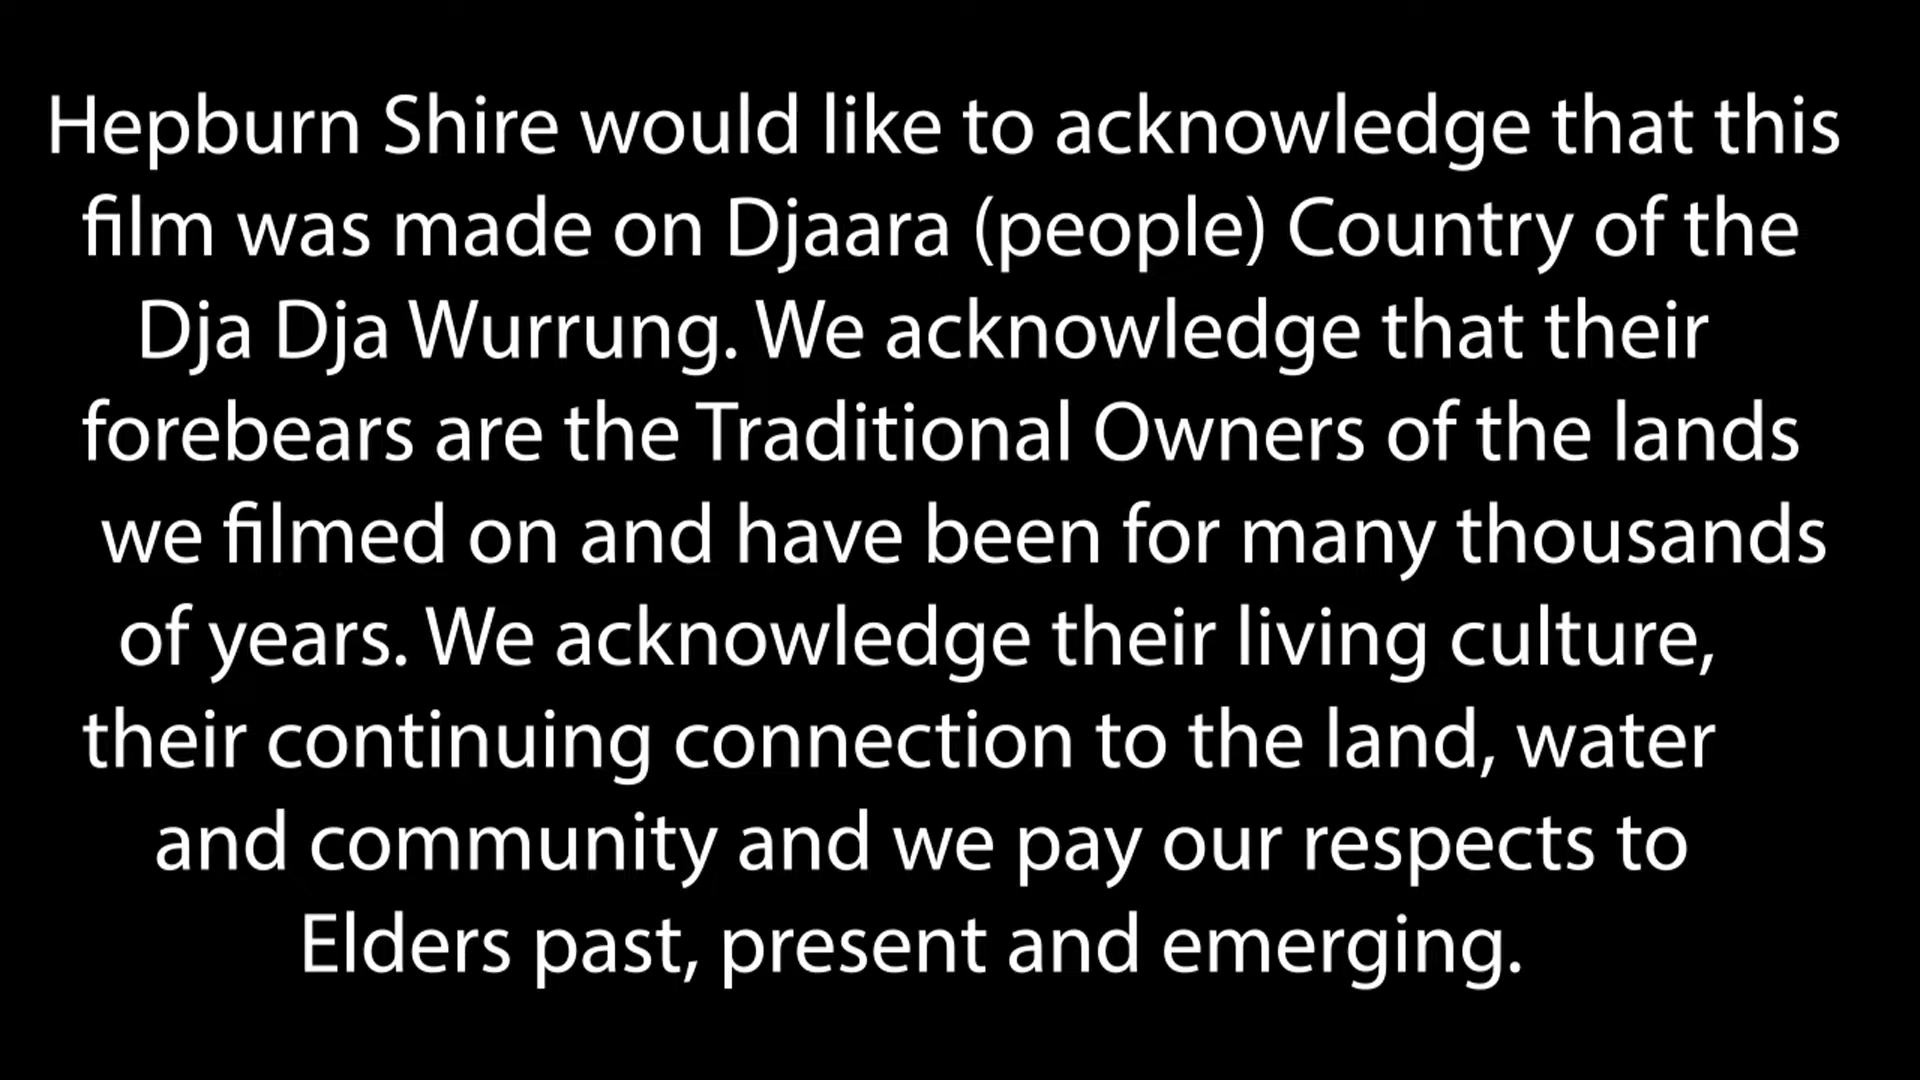 Hepburn Shire would like to acknowledge that this
film was made on Djaara (people) Country of the
Dja Dja Wurrung. We acknowledge that their
forebears are the Traditional Owners of the lands
we filmed on and have been for many thousands
of years. We acknowledge their living culture,
their continuing connection to the land, water
and community and we pay our respects to
Elders past, present and emerging.